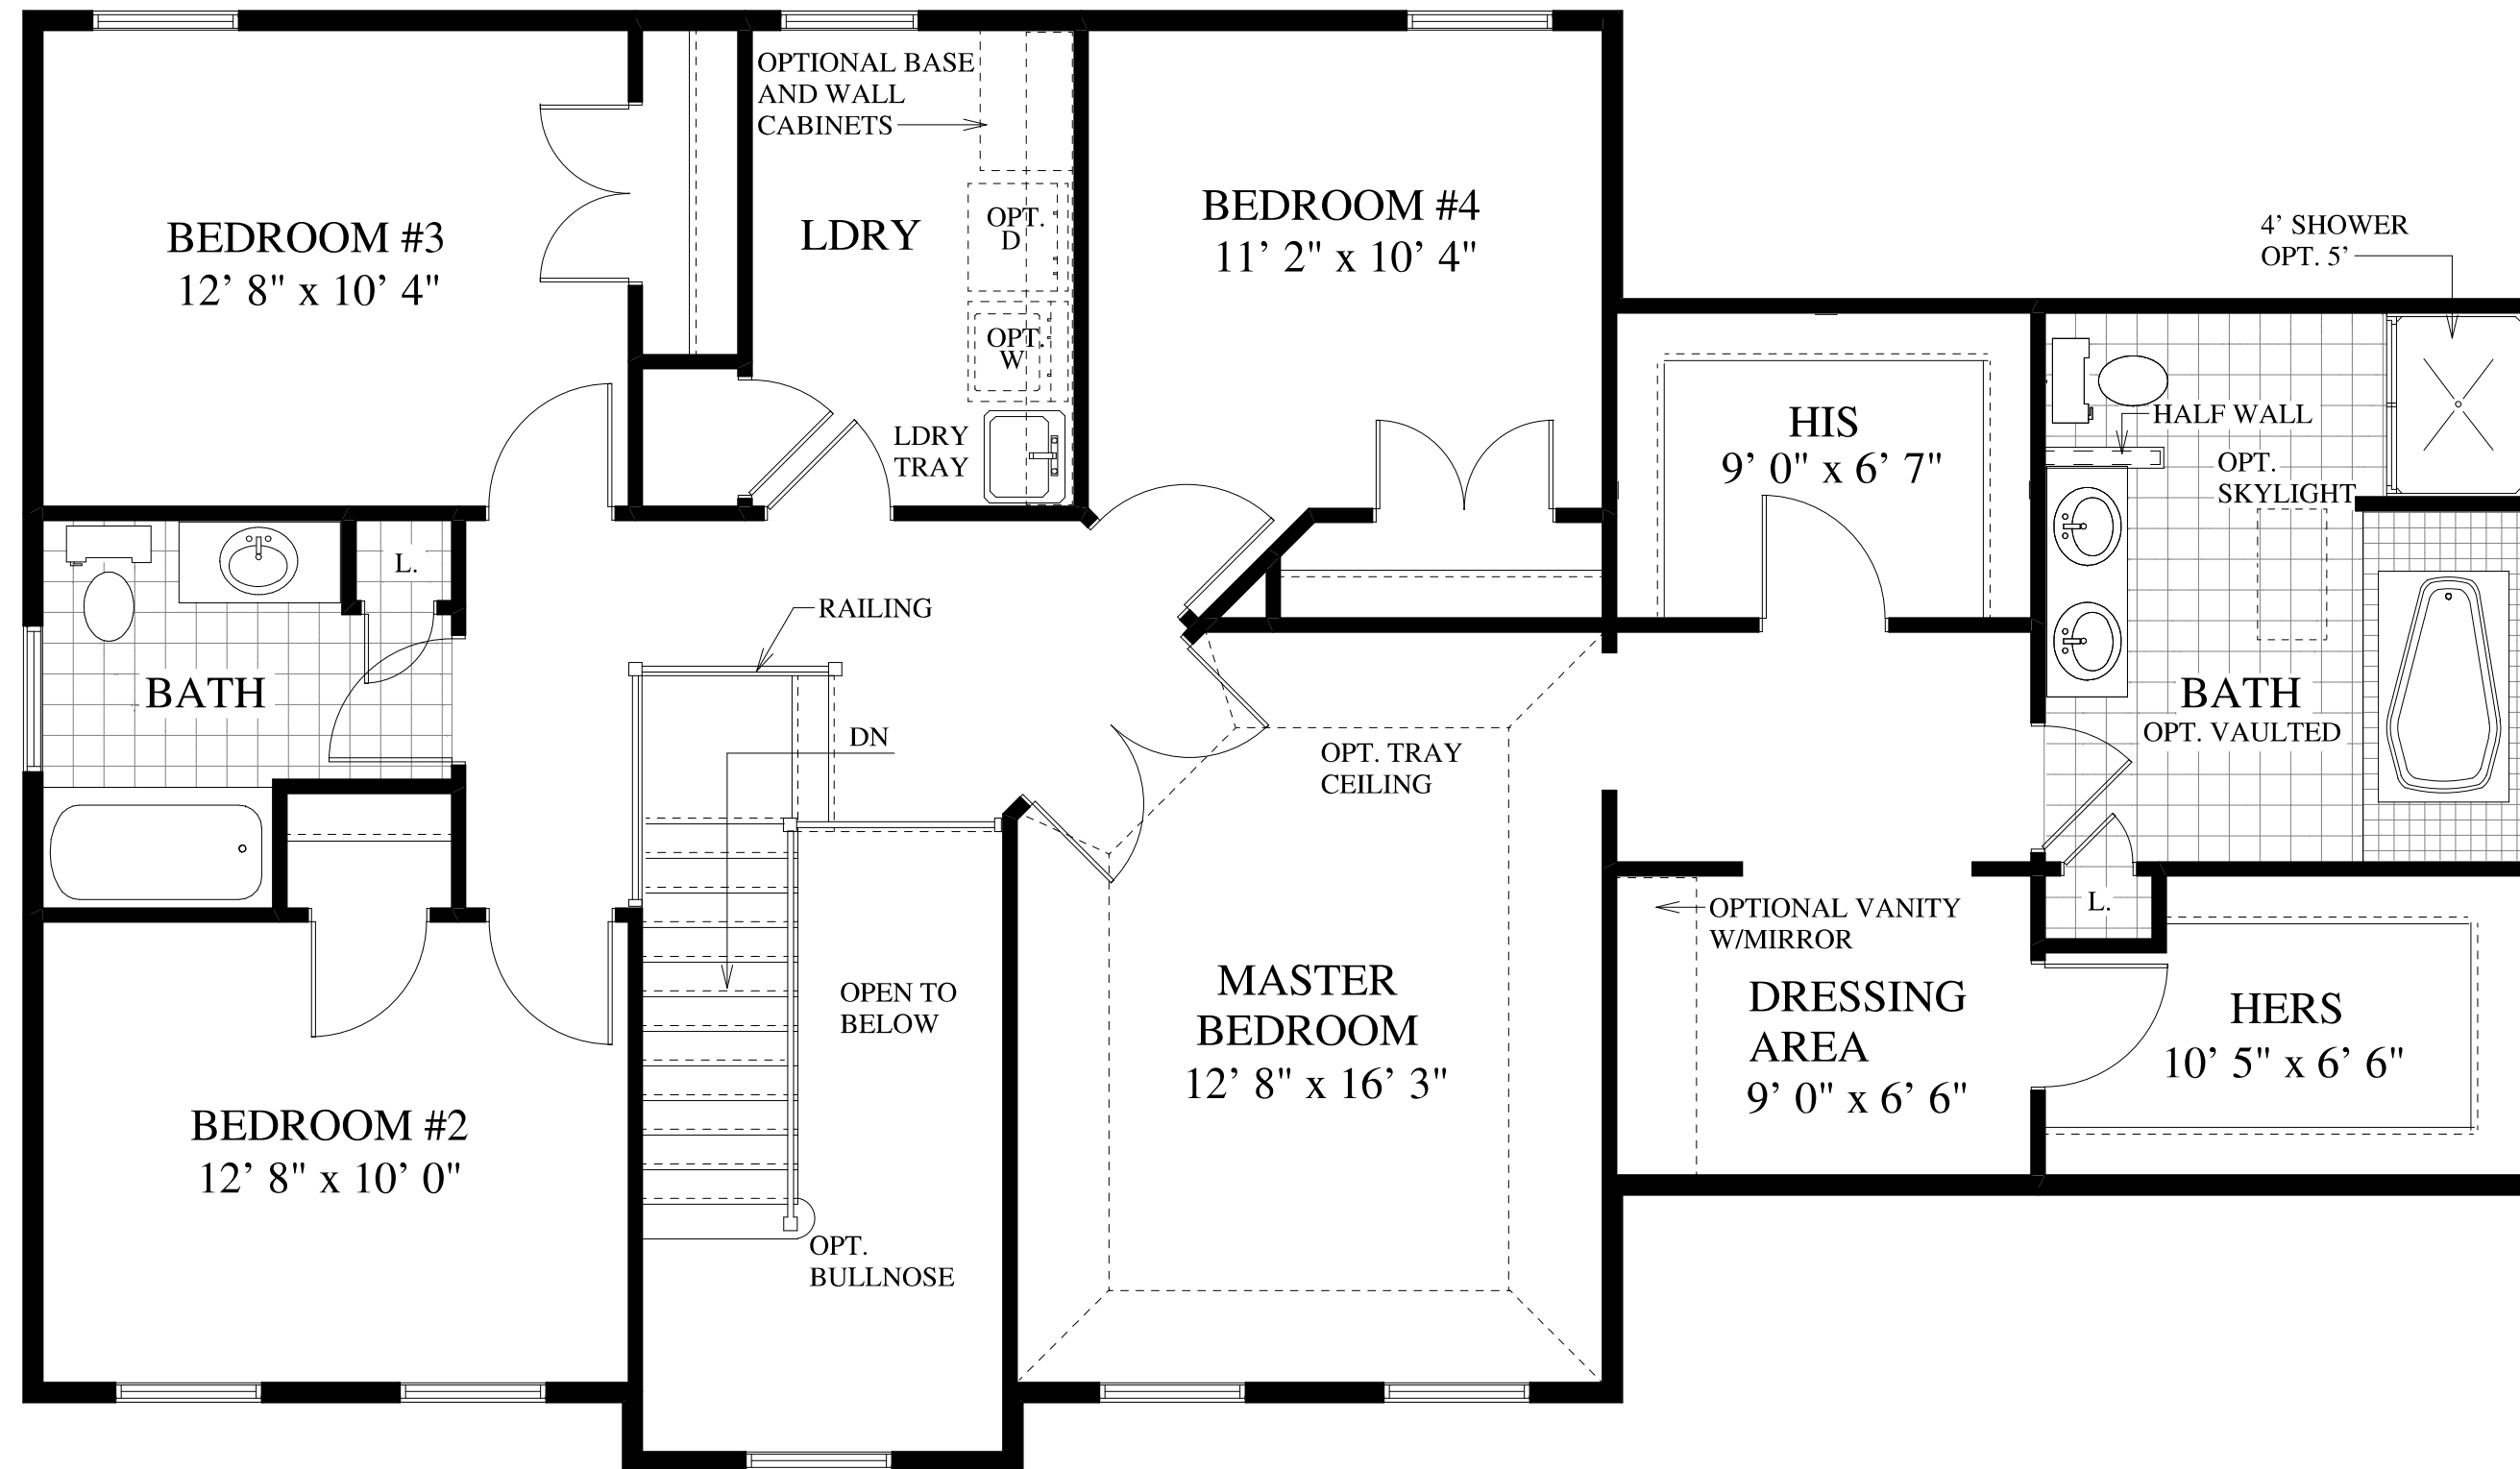 OPTIONAL BASE
AND WALL
CABINETS
BEDROOM #3
12’ 8" x 10’ 4"
LDRY
OPT.
D
OPT.
W
LDRY
TRAY
BEDROOM #4
11’ 2" x 10’ 4"
4’ SHOWER
OPT. 5’
HIS
9’ 0" x 6’ 7"
HALF WALL
OPT.
SKYLIGHT
L.
RAILING
BATH
DN
OPT. TRAY
CEILING
BATH
OPT. VAULTED
OPTIONAL VANITY
W/MIRROR
L.
OPEN TO
BELOW
MASTER
BEDROOM
12’ 8" x 16’ 3"
DRESSING
AREA
9’ 0" x 6’ 6"
HERS
10’ 5" x 6’ 6"
BEDROOM #2
12’ 8" x 10’ 0"
OPT.
BULLNOSE